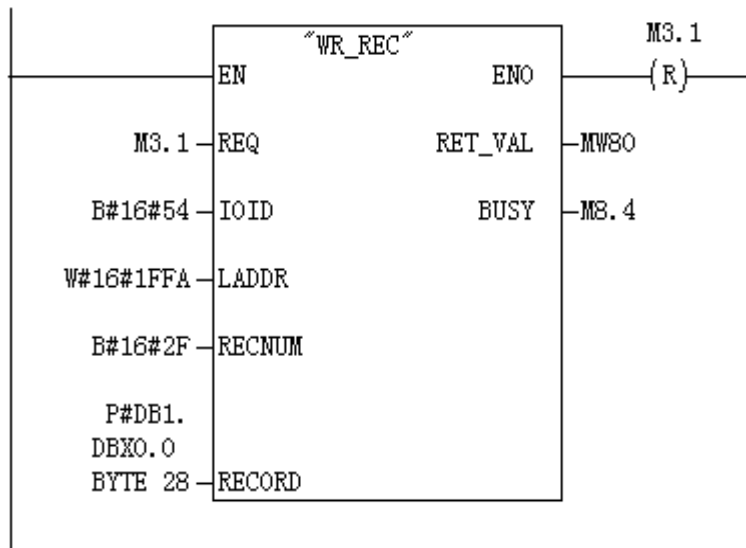 "WR_REC"
M3.1
EN
ENO
(R)
M3.1
REQ
RET_VAL
MW80
B#16#54
IOID
BUSY
M8.4
W#16#1FFA
LADDR
B#16#2F
RECNUM
P#DB1.
DBX0.0
BYTE 28
RECORD